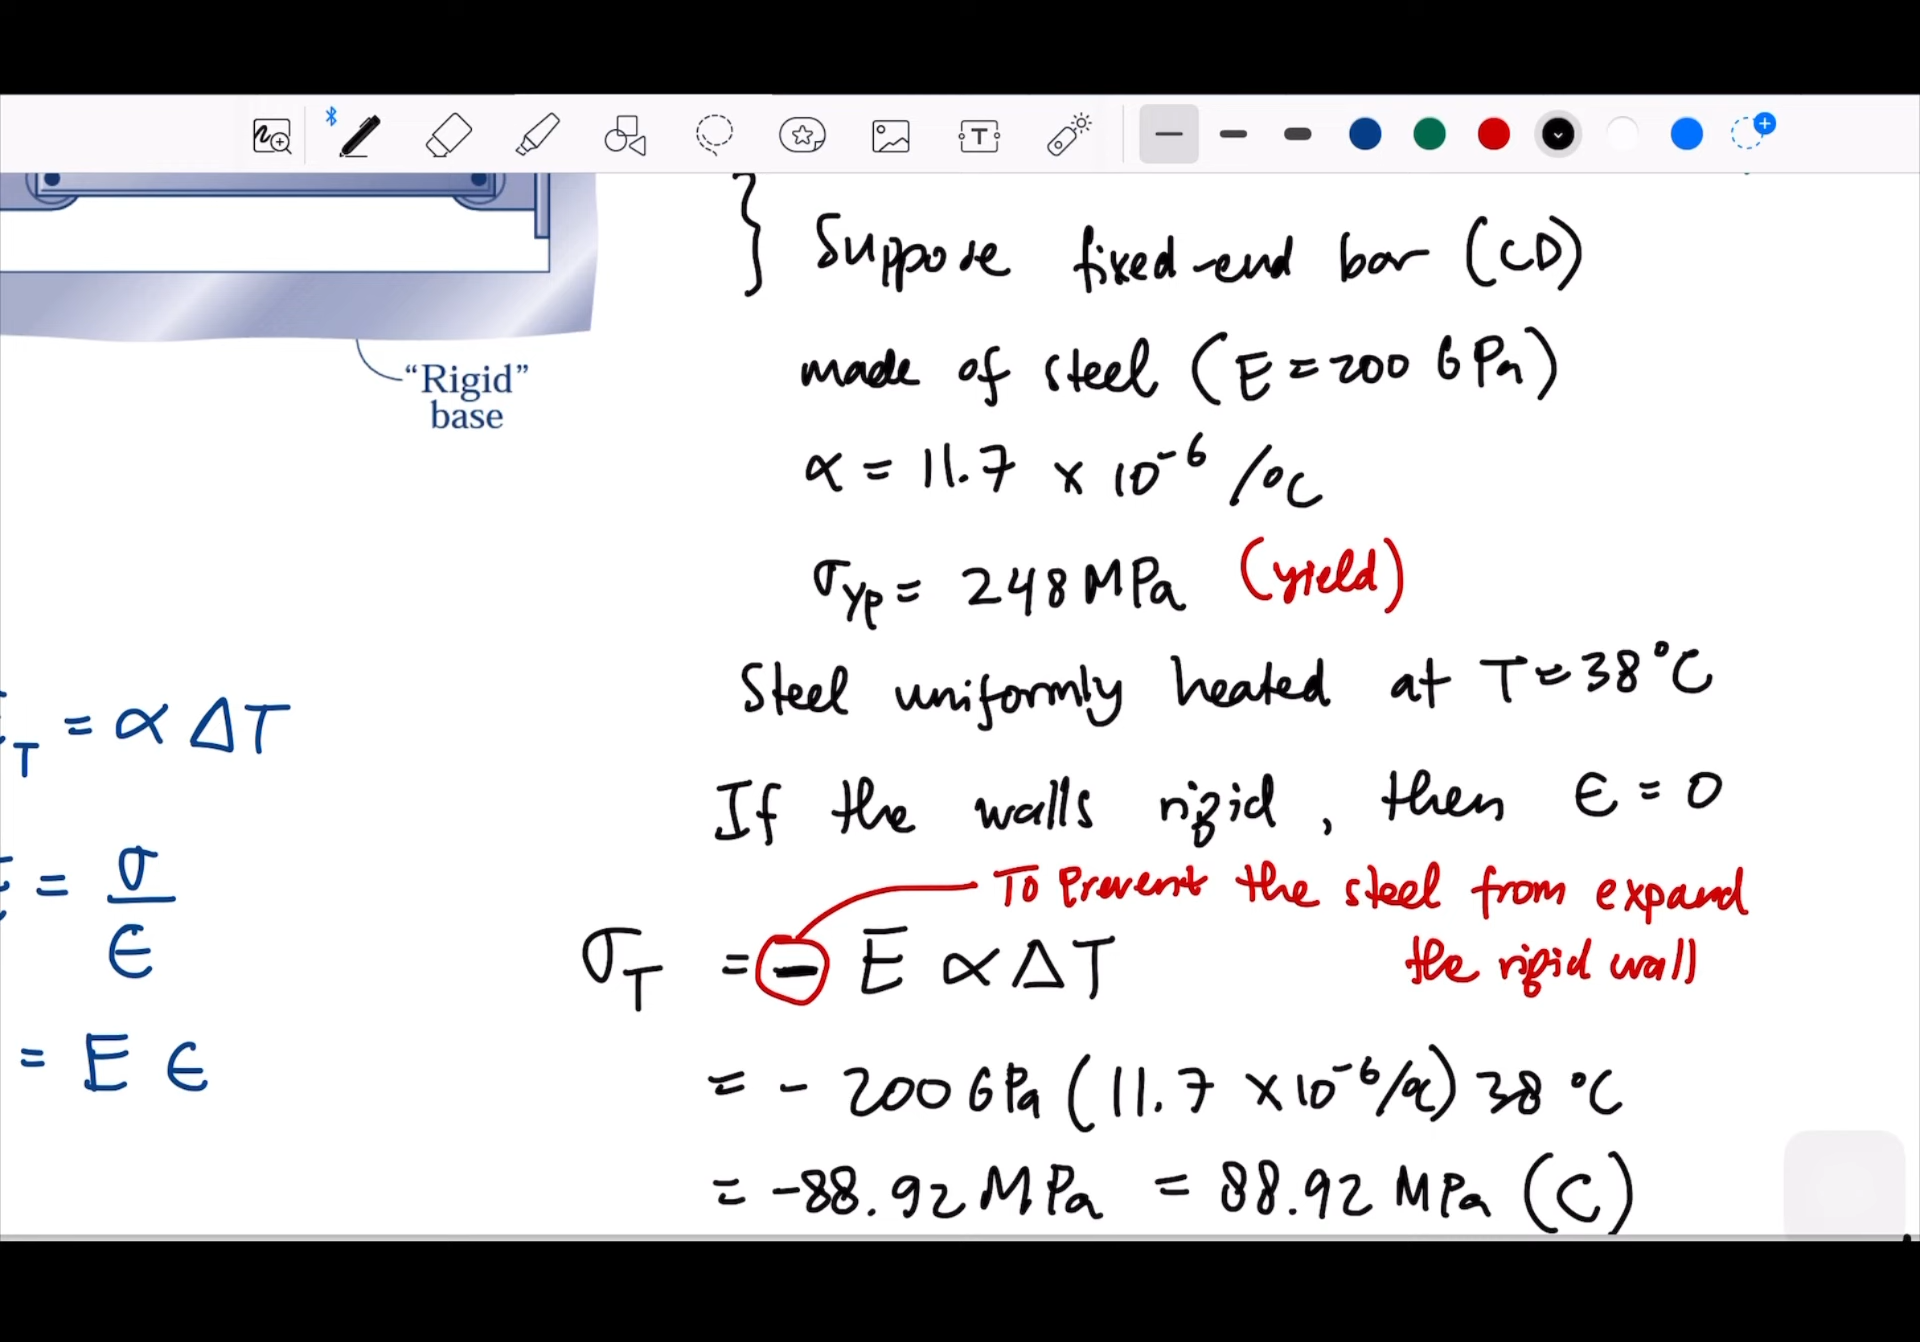 } Suppose fixed-end bar (CD)
made of steel (E = 200 GPa)
"Rigid"
base
α = 11.7 × 10⁻⁶ /°C
σyp = 248 MPa (yield)
Steel uniformly heated at T = 38°C
T = α ΔT
If the walls rigid, then ϵ = 0
= σ/ϵ
To Prevent the steel from expand
the rigid wall
σT = - E α ΔT
= E ϵ
= - 200 GPa (11.7 × 10⁻⁶/°C) 38 °C
= -88.92 MPa = 88.92 MPa (C)